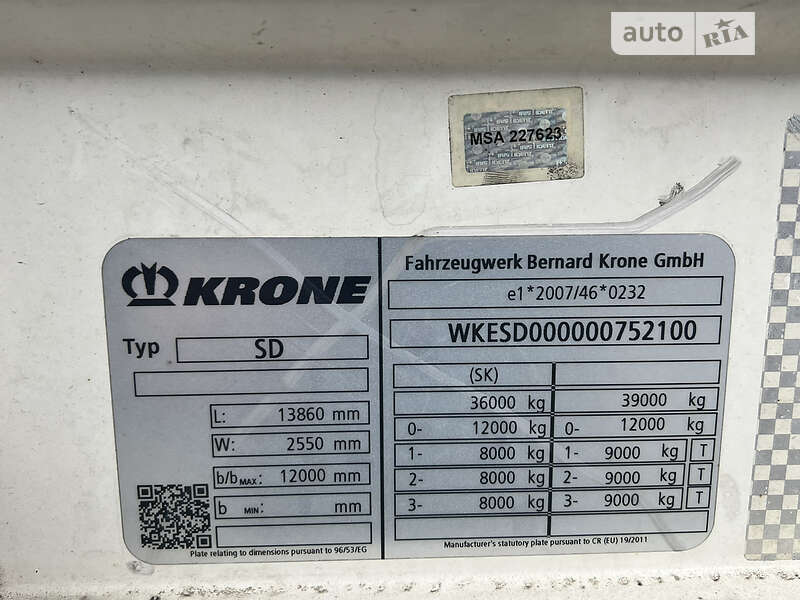 auto RIA
MSA 227623
KRONE
Typ SD
L: 13860 mm
W: 2550 mm
b/b MAX: 12000 mm
b MIN: mm
Plate relating to dimensions pursuant to 96/53/EG
Fahrzeugwerk Bernard Krone GmbH
e1*2007/46*0232
WKESD000000752100
(SK)
36000 kg 39000 kg
0- 12000 kg 0- 12000 kg
1- 8000 kg 1- 9000 kg T
2- 8000 kg 2- 9000 kg T
3- 8000 kg 3- 9000 kg T
Manufacturer's statutory plate pursuant to CR (EU) 19/2011